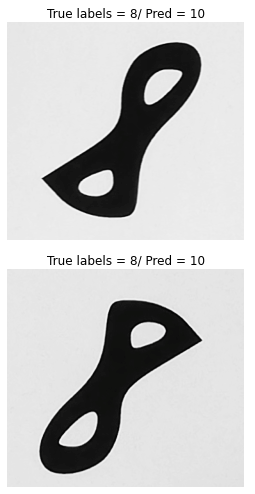 True labels = 8/ Pred = 10
True labels = 8/ Pred = 10